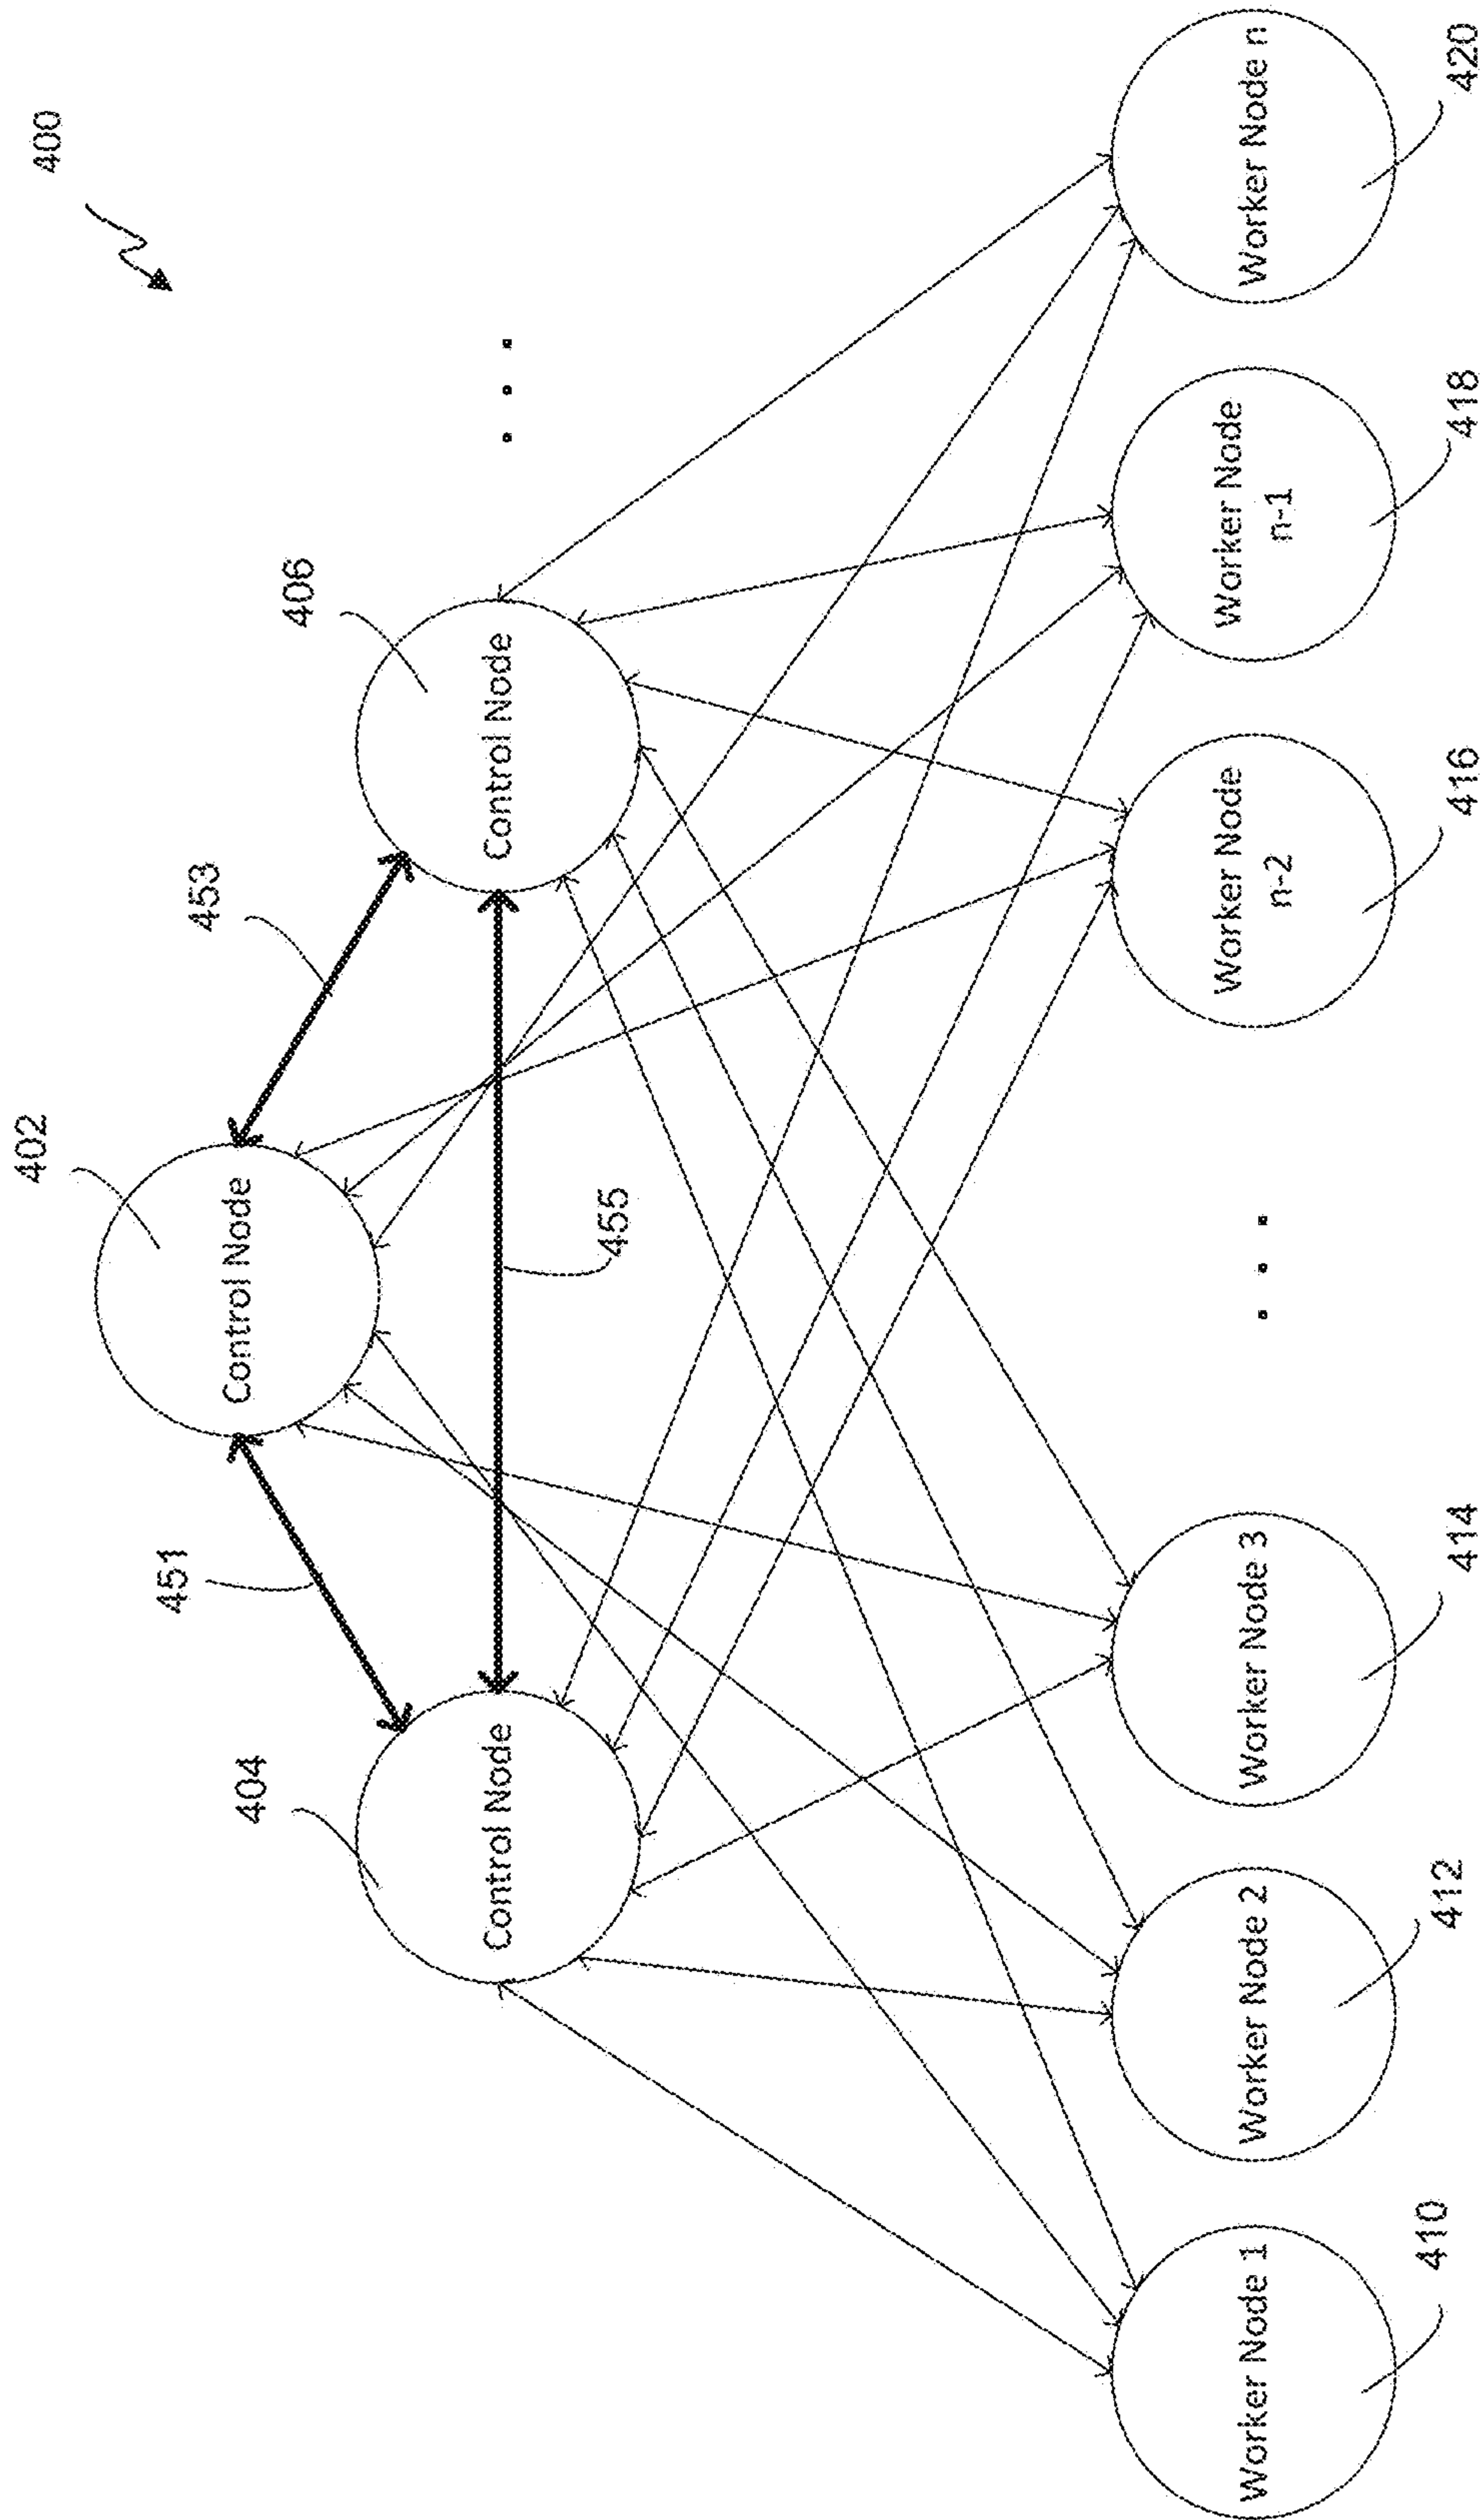 400
402
Control Node
451
453
404
Control Node
406
Control Node
. . .
455
Worker Node 1
Worker Node 2
Worker Node 3
. . .
Worker Node
n-2
Worker Node
n-1
Worker Node n
410
412
414
416
418
420